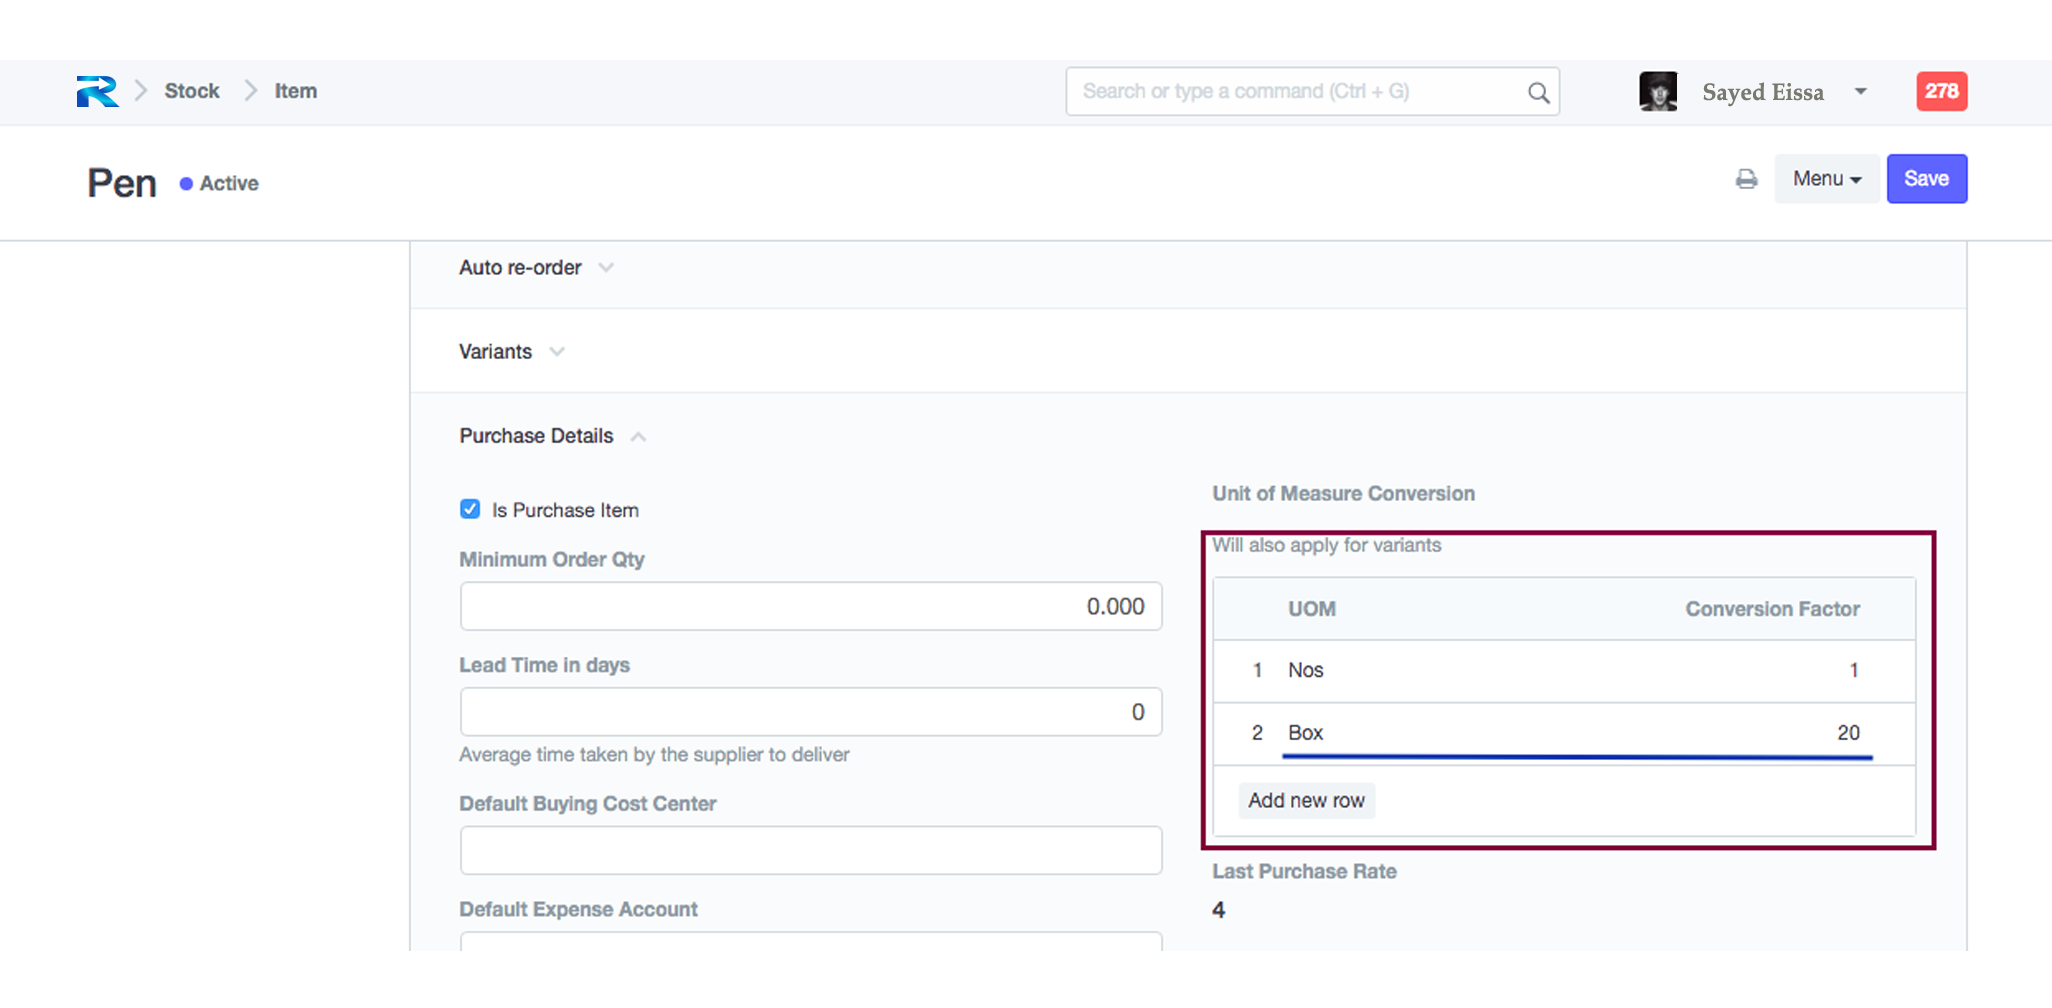 Stock Item Search or type a command (Ctrl + G) Sayed Eissa 278
Pen Active Menu Save
Auto re-order
Variants
Purchase Details
Is Purchase Item
Minimum Order Qty
0.000
Lead Time in days
0
Average time taken by the supplier to deliver
Default Buying Cost Center
Default Expense Account
Unit of Measure Conversion
Will also apply for variants
UOM Conversion Factor
1 Nos 1
2 Box 20
Add new row
Last Purchase Rate
4